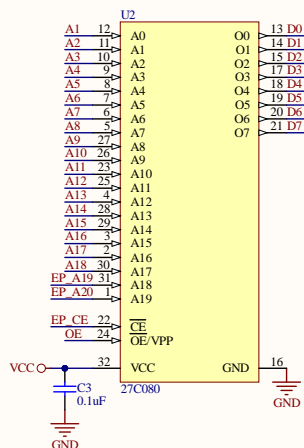 U2
A1 12 A0 O0 13 D0
A2 11 A1 O1 14 D1
A3 10 A2 O2 15 D2
A4 9 A3 O3 17 D3
A5 8 A4 O4 18 D4
A6 7 A5 O5 19 D5
A7 6 A6 O6 20 D6
A8 5 A7 O7 21 D7
A9 27 A8
A10 26 A9
A11 23 A10
A12 25 A11
A13 4 A12
A14 28 A13
A15 29 A14
A16 3 A15
A17 2 A16
A18 30 A17
EP_A19 31 A18
EP_A20 1 A19
EP_CE 22 CE
OE 24 OE/VPP
VCC 32 VCC GND 16
C3
0.1uF
27C080
GND
GND